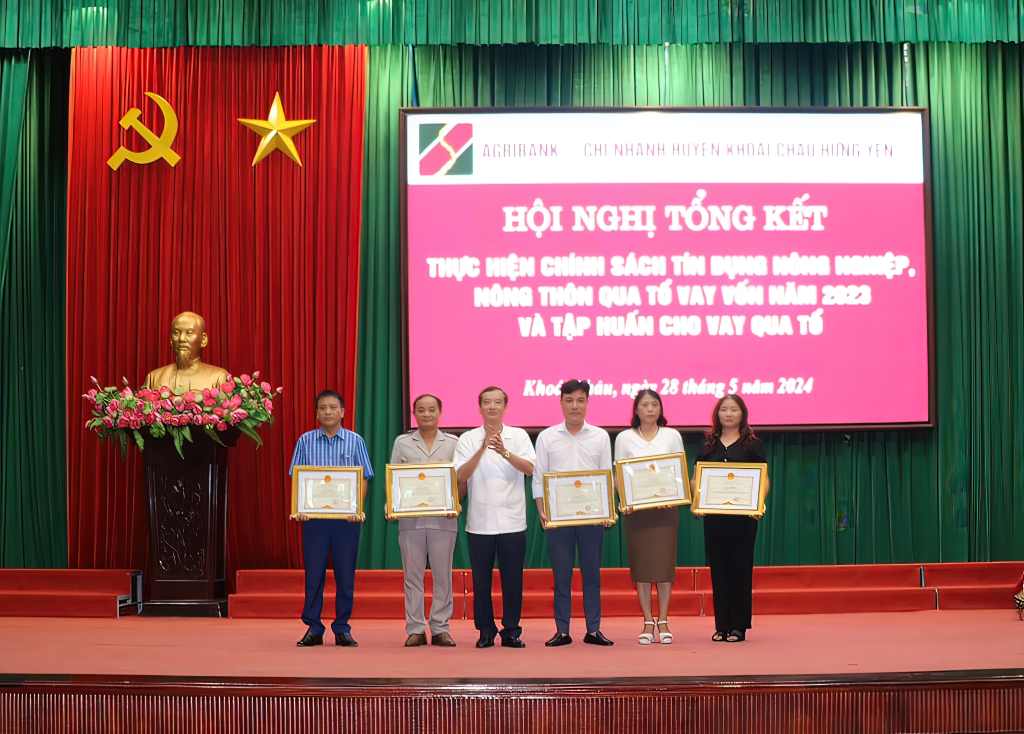 AGRIBANK CHI NHÁNH HUYỆN KHOÁI CHÂU HƯNG YÊN
HỘI NGHỊ TỔNG KẾT
THỰC HIỆN CHÍNH SÁCH TÍN DỤNG NÔNG NGHIỆP,
NÔNG THÔN QUA TỔ VAY VỐN NĂM 2023
VÀ TẬP HUẤN CHO VAY QUA TỔ
Khoái Châu, ngày 28 tháng 5 năm 2024